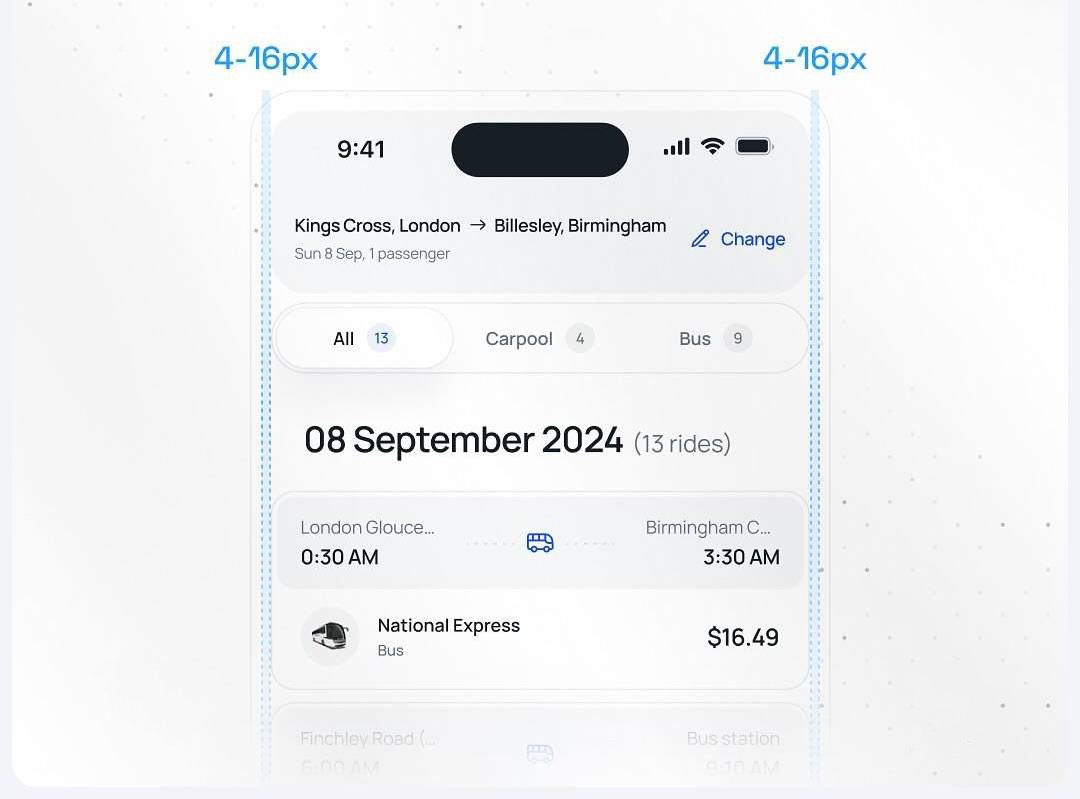 4-16px 4-16px
9:41
Kings Cross, London → Billesley, Birmingham
Sun 8 Sep, 1 passenger
Change
All 13 Carpool 4 Bus 9
08 September 2024 (13 rides)
London Glouce... Birmingham C...
0:30 AM 3:30 AM
National Express
Bus
$16.49
Finchley Road (... Bus station
6:00 AM 9:10 AM